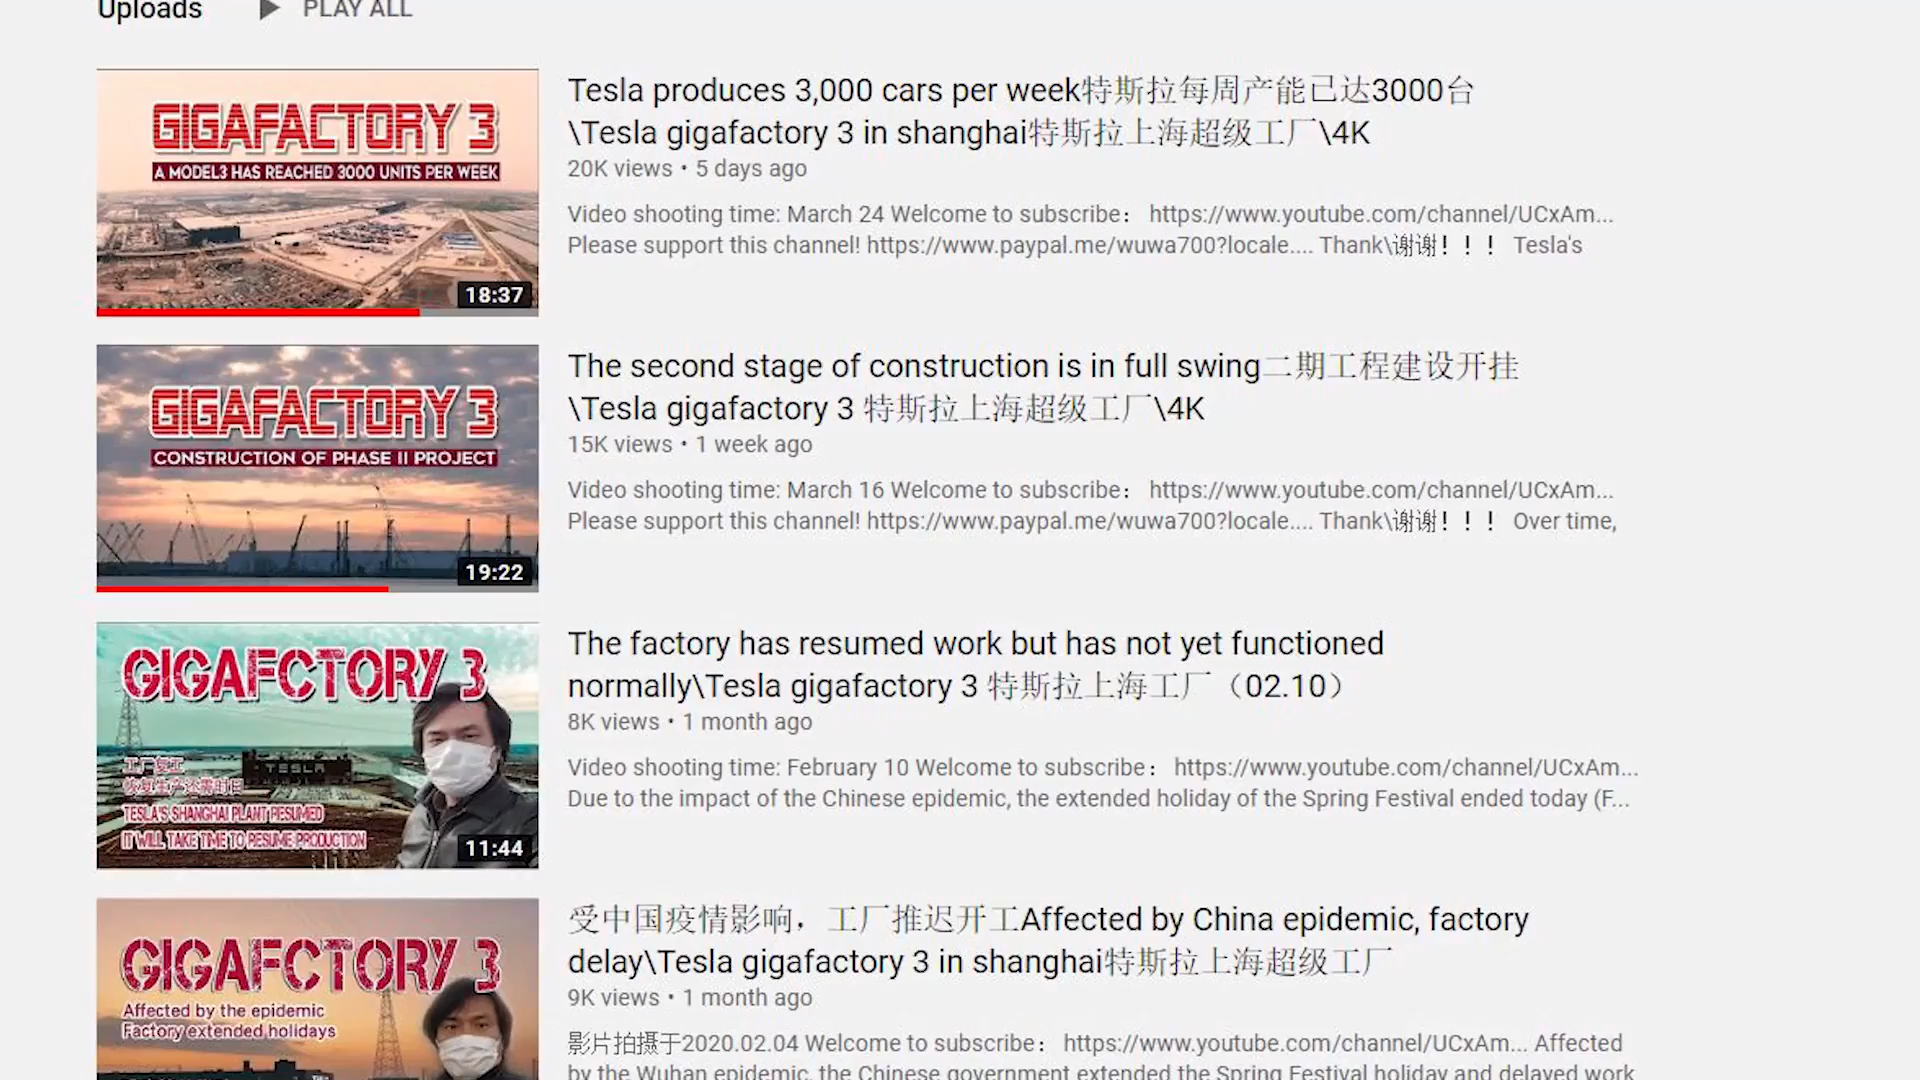 Uploads
PLAY ALL
GIGAFACTORY 3
A MODEL3 HAS REACHED 3000 UNITS PER WEEK
18:37
Tesla produces 3,000 cars per week特斯拉每周产能已达3000台
\Tesla gigafactory 3 in shanghai特斯拉上海超级工厂\4K
20K views • 5 days ago
Video shooting time: March 24 Welcome to subscribe： https://www.youtube.com/channel/UCxAm...
Please support this channel! https://www.paypal.me/wuwa700?locale.... Thank\谢谢！！！ Tesla's
GIGAFACTORY 3
CONSTRUCTION OF PHASE II PROJECT
19:22
The second stage of construction is in full swing二期工程建设开挂
\Tesla gigafactory 3 特斯拉上海超级工厂\4K
15K views • 1 week ago
Video shooting time: March 16 Welcome to subscribe： https://www.youtube.com/channel/UCxAm...
Please support this channel! https://www.paypal.me/wuwa700?locale.... Thank\谢谢！！！ Over time,
GIGAFCTORY 3
TESLA
工厂复工
恢复生产还需时日
TESLA'S SHANGHAI PLANT RESUMED
IT WILL TAKE TIME TO RESUME PRODUCTION
11:44
The factory has resumed work but has not yet functioned
normally\Tesla gigafactory 3 特斯拉上海工厂（02.10）
8K views • 1 month ago
Video shooting time: February 10 Welcome to subscribe： https://www.youtube.com/channel/UCxAm...
Due to the impact of the Chinese epidemic, the extended holiday of the Spring Festival ended today (F...
GIGAFCTORY 3
Affected by the epidemic
Factory extended holidays
受中国疫情影响，工厂推迟开工Affected by China epidemic, factory
delay\Tesla gigafactory 3 in shanghai特斯拉上海超级工厂
9K views • 1 month ago
影片拍摄于2020.02.04 Welcome to subscribe： https://www.youtube.com/channel/UCxAm... Affected
by the Wuhan epidemic, the Chinese government extended the Spring Festival holiday and delayed work